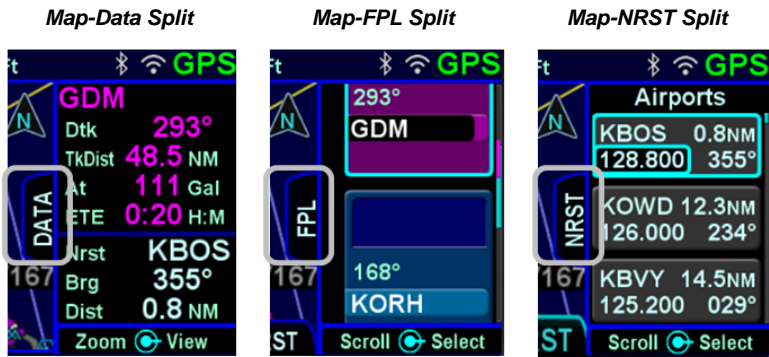 Map-Data Split
Map-FPL Split
Map-NRST Split
Ft
GPS
N
GDM
Dtk 293°
TkDist 48.5 NM
At 111 Gal
ETE 0:20 H:M
DATA
Nrst KBOS
167
Brg 355°
Dist 0.8 NM
Zoom View
Ft
GPS
N
293°
GDM
FPL
167
168°
KORH
ST
Scroll Select
Ft
GPS
N
Airports
KBOS 0.8NM
128.800 355°
NRST
KOWD 12.3NM
126.000 234°
167
KBVY 14.5NM
125.200 029°
ST
Scroll Select